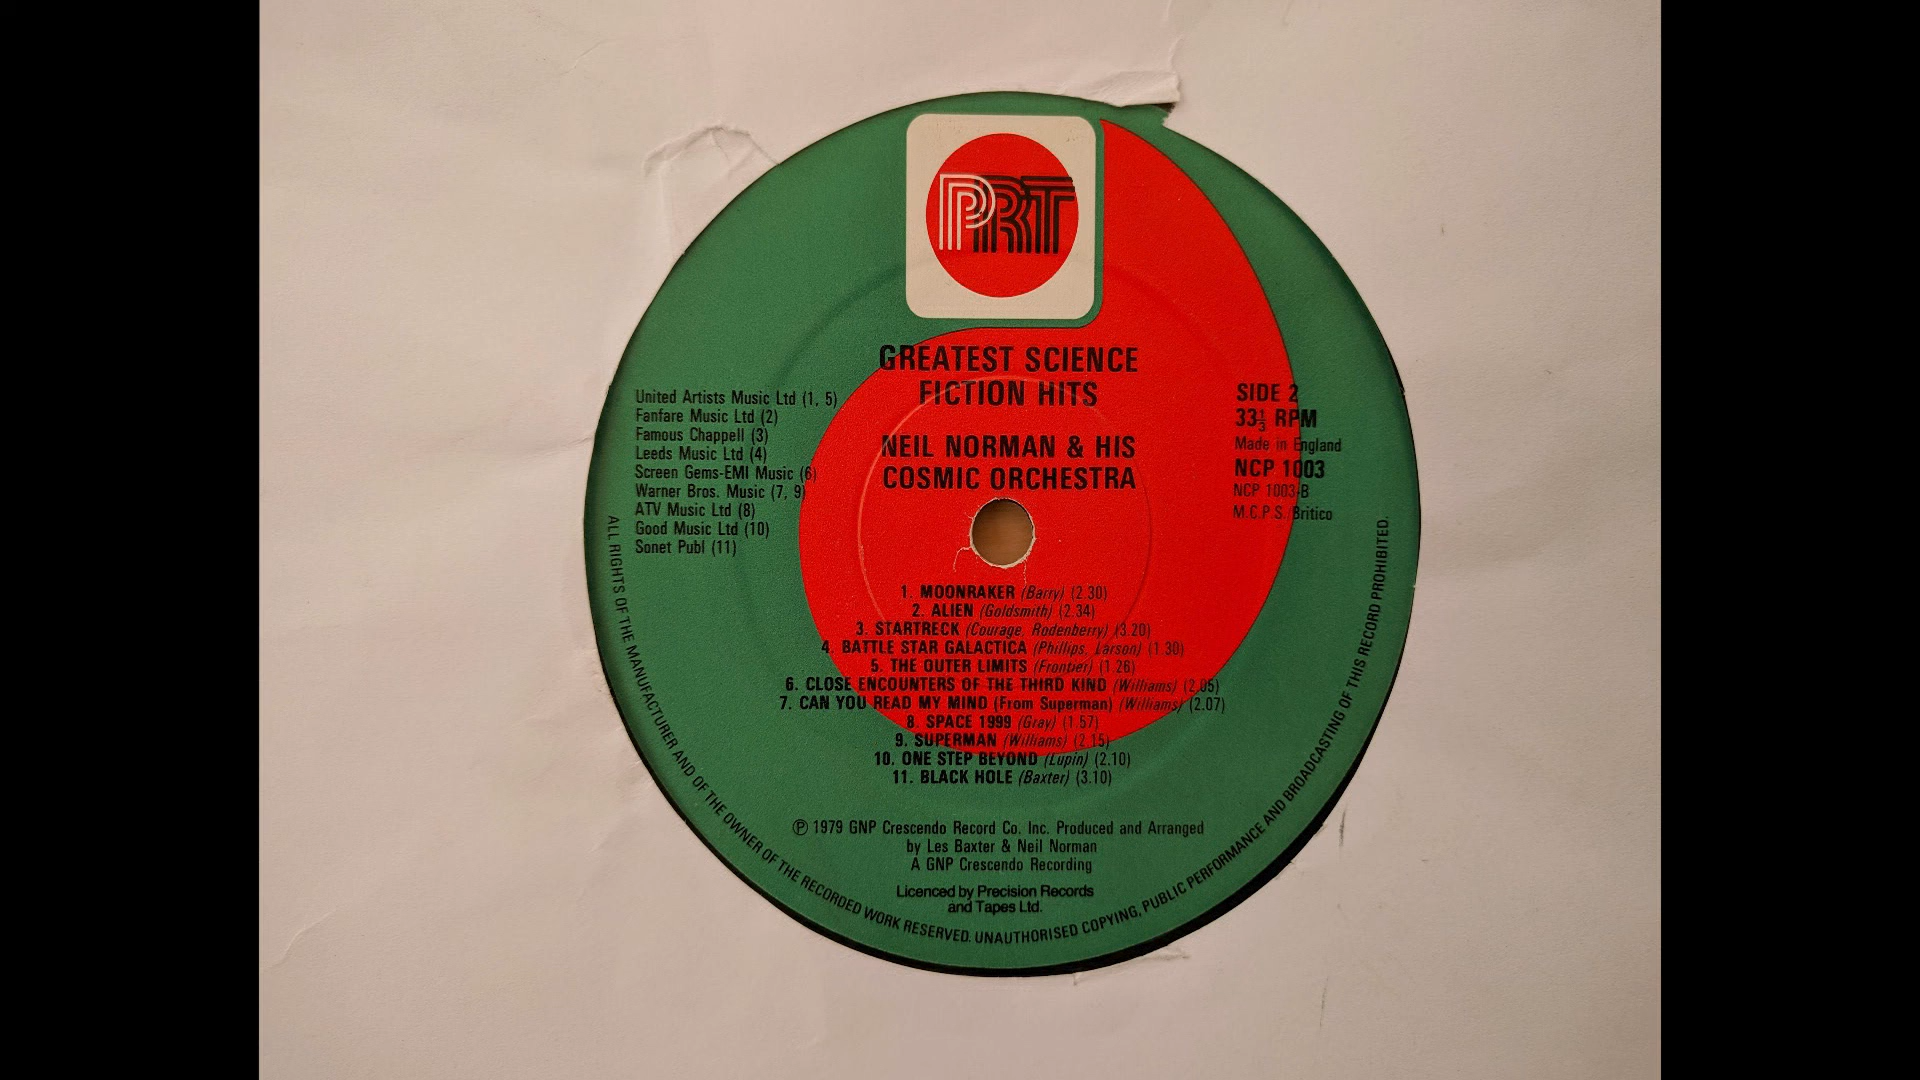 PRT
GREATEST SCIENCE
FICTION HITS
NEIL NORMAN & HIS
COSMIC ORCHESTRA
United Artists Music Ltd (1, 5)
Fanfare Music Ltd (2)
Famous Chappell (3)
Leeds Music Ltd (4)
Screen Gems-EMI Music (6)
Warner Bros. Music (7, 9)
ATV Music Ltd (8)
Good Music Ltd (10)
Sonet Publ (11)
SIDE 2
33⅓ RPM
Made in England
NCP 1003
NCP 1003-B
M.C.P.S./Britico
1. MOONRAKER (Barry) (2.30)
2. ALIEN (Goldsmith) (2.34)
3. STARTRECK (Courage, Rodenberry) (3.20)
4. BATTLE STAR GALACTICA (Phillips, Larson) (1.30)
5. THE OUTER LIMITS (Frontier) (1.26)
6. CLOSE ENCOUNTERS OF THE THIRD KIND (Williams) (2.05)
7. CAN YOU READ MY MIND (From Superman) (Williams) (2.07)
8. SPACE 1999 (Gray) (1.57)
9. SUPERMAN (Williams) (2.15)
10. ONE STEP BEYOND (Lupin) (2.10)
11. BLACK HOLE (Baxter) (3.10)
℗ 1979 GNP Crescendo Record Co. Inc. Produced and Arranged
by Les Baxter & Neil Norman
A GNP Crescendo Recording
Licenced by Precision Records
and Tapes Ltd.
ALL RIGHTS OF THE MANUFACTURER AND OF THE OWNER OF THE RECORDED WORK RESERVED. UNAUTHORISED COPYING, PUBLIC PERFORMANCE AND BROADCASTING OF THIS RECORD PROHIBITED.